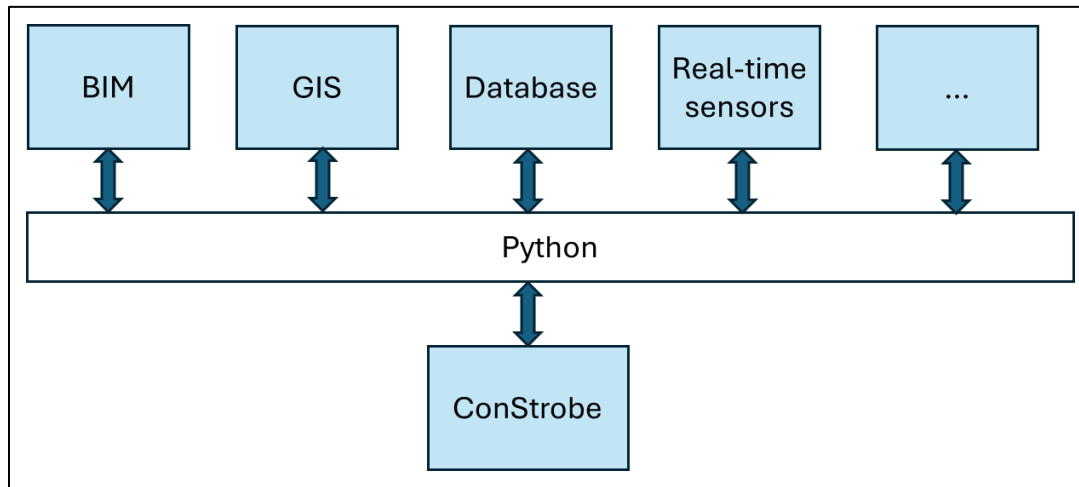 BIM
GIS
Database
Real-time
sensors
...
Python
ConStrobe